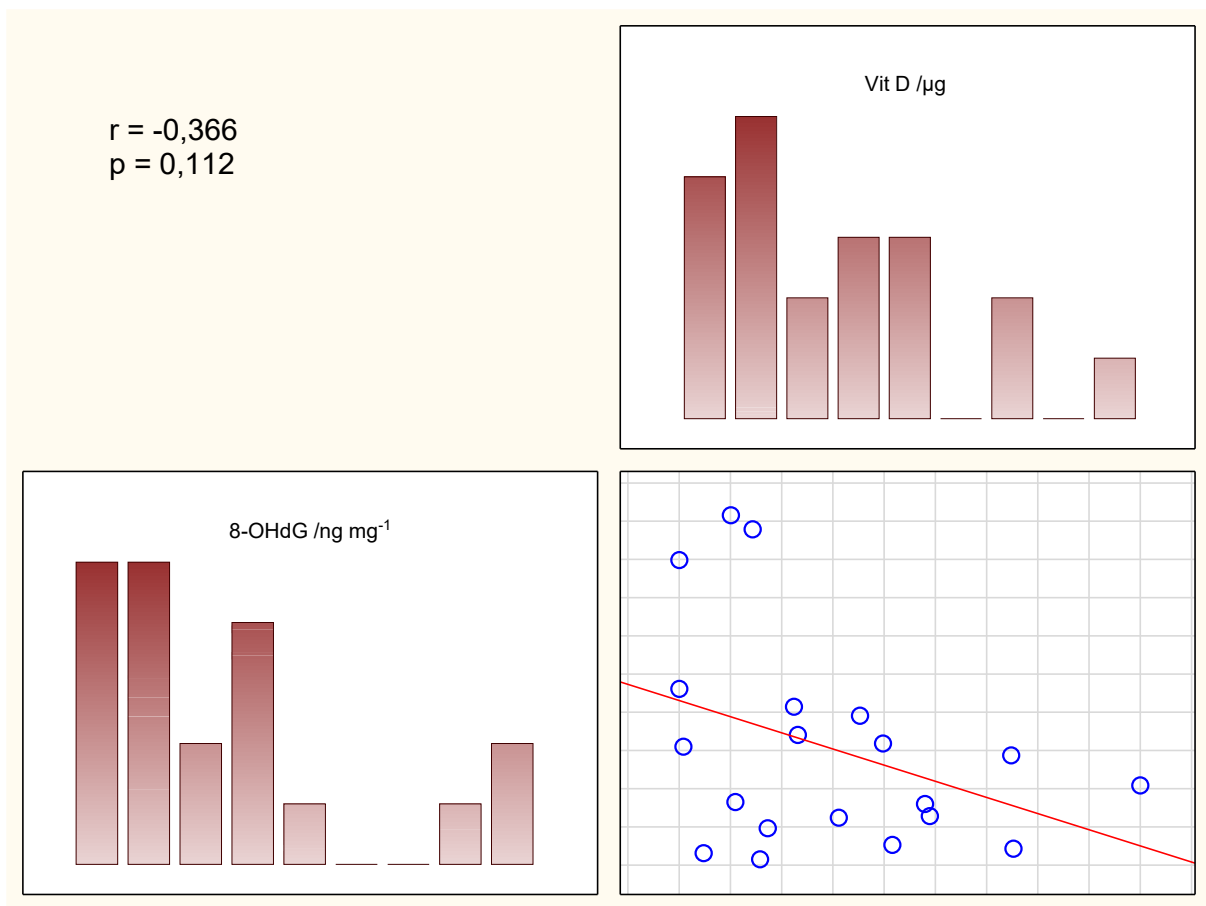 r = -0,366
p = 0,112
Vit D /µg
8-OHdG /ng mg⁻¹